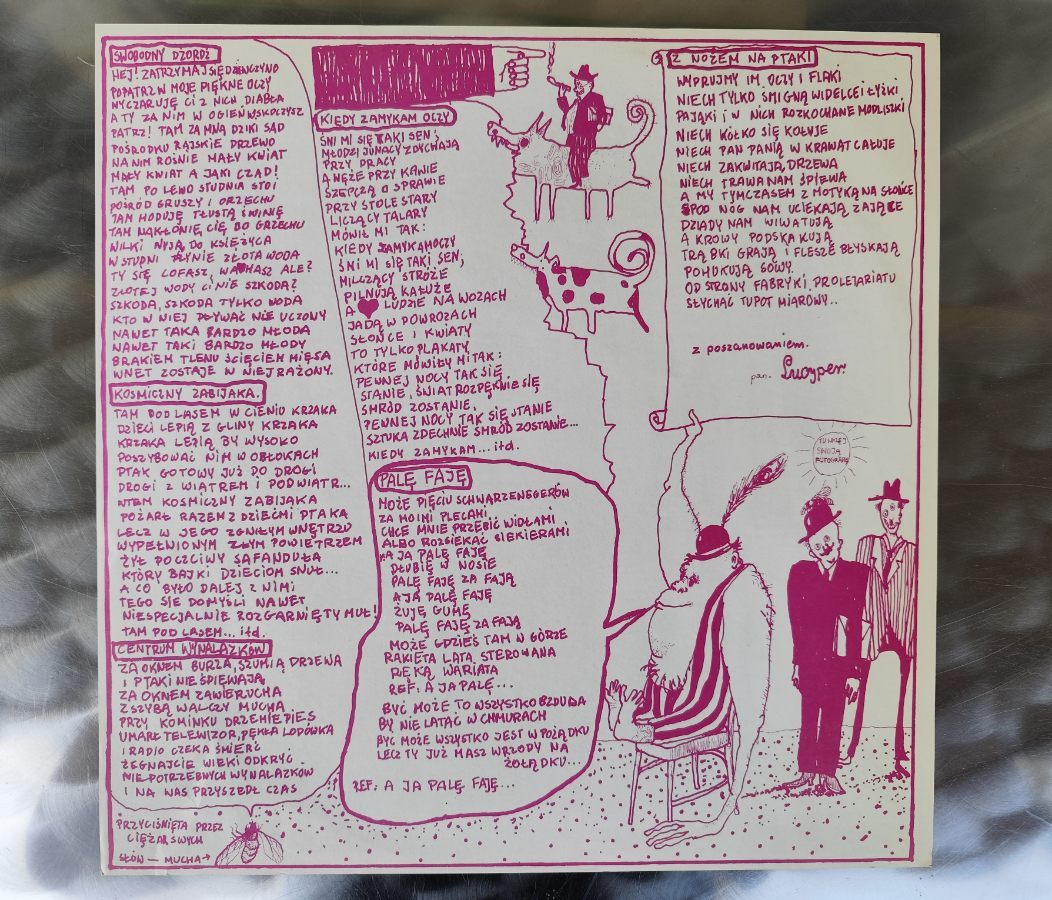 SWOBODNY DŻORDŻ
HEJ! ZATRZYMAJ SIĘ DZIEWCZYNO
POPATRZ W MOJE PIĘKNE OCZY
WYCZARUJĘ CI Z NICH DIABŁA
A TY ZA NIM W OGIEŃ WSKOCZYSZ
PATRZ! TAM ZA MNĄ DZIKI SAD
POŚRODKU RAJSKIE DRZEWO
NA NIM ROŚNIE MAŁY KWIAT
MAŁY KWIAT A JAKI CZAD!
TAM PO LEWO STUDNIA STOI
POŚRÓD GRUSZY I ORZECHU
TAM HODUJĘ TŁUSTĄ ŚWINIĘ
TAM NAKŁONIĘ CIĘ DO GRZECHU
WILKI WYJĄ DO KSIĘŻYCA
W STUDNI PŁYNIE ZŁOTA WODA
TY SIĘ COFASZ, WAHASZ ALE?
ZŁOTEJ WODY CI NIE SZKODA?
SZKODA, SZKODA TYLKO WODA
KTO W NIEJ PŁYWAĆ NIE UCZONY
NAWET TAKA BARDZO MŁODA
NAWET TAKI BARDZO MŁODY
BRAKIEM TLENU ŚCIĘCIEM MIĘSA
WNET ZOSTAJE W NIEJ RAŻONY.
KOSMICZNY ZABIJAKA.
TAM POD LASEM W CIENIU KRZAKA
DZIECI LEPIĄ Z GLINY KRZAKA
KRZAKA LEPIĄ BY WYSOKO
POSZYBOWAĆ NIM W OBŁOKACH
PTAK GOTOWY JUŻ DO DROGI
DROGI Z WIATREM I POD WIATR...
WTEM KOSMICZNY ZABIJAKA
POŻARŁ RAZEM Z DZIEĆMI PTAKA
LECZ W JEGO ZGNIŁYM WNĘTRZU
WYPEŁNIONYM ZŁYM POWIETRZEM
ŻYŁ POCZCIWY SAFANDUŁA
KTÓRY BAJKI DZIECIOM SNUŁ...
A CO BYŁO DALEJ Z NIMI
TEGO SIĘ DOMYŚLI NAWET
NIESPECJALNIE ROZGARNIĘTY MUŁ!
TAM POD LASEM... itd.
CENTRUM WYNALAZKÓW
ZA OKNEM BURZA, SZUMIĄ DRZEWA
I PTAKI NIE ŚPIEWAJĄ
ZA OKNEM ZAWIERUCHA
Z SZYBĄ WALCZY MUCHA
PRZY KOMINKU DRZEMIE PIES
UMARŁ TELEWIZOR, PĘKŁA LODÓWKA
I RADIO CZEKA ŚMIERĆ
ŻEGNAJCIE WIEKI ODKRYĆ
NIEPOTRZEBNYCH WYNALAZKÓW
I NA WAS PRZYSZEDŁ CZAS
PRZYCIŚNIĘTA PRZEZ
CIĘŻAR SWYCH
SŁÓW — MUCHA →
KIEDY ZAMYKAM OCZY
ŚNI MI SIĘ TAKI SEN;
MŁODZI JUNACY ZDYCHAJĄ
PRZY PRACY
A WĘŻE PRZY KAWIE
SZEPCZĄ O SPRAWIE
PRZY STOLE STARY
LICZĄCY TALARY
MÓWIŁ MI TAK:
KIEDY ZAMYKAM OCZY
ŚNI MI SIĘ TAKI SEN,
MILCZĄCY STRÓŻE
PILNUJĄ KAŁUŻE
A LUDZIE NA WOZACH
JADĄ W POWROZACH
SŁOŃCE I KWIATY
TO TYLKO PLAKATY
KTÓRE MÓWIŁY MI TAK:
PEWNEJ NOCY TAK SIĘ
STANIE, ŚWIAT ROZPĘKNIE SIĘ
SMRÓD ZOSTANIE,
PEWNEJ NOCY TAK SIĘ STANIE
SZTUKA ZDECHNIE SMRÓD ZOSTANIE...
KIEDY ZAMYKAM... itd.
PALĘ FAJĘ
MOŻE PIĘCIU SCHWARZENEGGERÓW
ZA MOIMI PLECAMI,
CHCE MNIE PRZEBIĆ WIDŁAMI
ALBO ROZSIEKAĆ SIEKIERAMI
A JA PALĘ FAJĘ
DŁUBIĘ W NOSIE
PALĘ FAJĘ ZA FAJĄ
A JA PALĘ FAJĘ
ŻUJĘ GUMĘ
PALĘ FAJĘ ZA FAJĄ
MOŻE GDZIEŚ TAM W GÓRZE
RAKIETA LATA STEROWANA
RĘKĄ WARIATA
REF: A JA PALĘ...
BYĆ MOŻE TO WSZYSTKO BZDURA
BY NIE LATAĆ W CHMURACH
BYĆ MOŻE WSZYSTKO JEST W POŻĄDKU
LECZ TY JUŻ MASZ WRZODY NA
ŻOŁĄDKU...
REF: A JA PALĘ FAJĘ...
Z NOŻEM NA PTAKI
WYPRUJMY IM OCZY I FLAKI
NIECH TYLKO ŚMIGNĄ WIDELCE I ŁYŻKI
PAJĄKI I W NICH ROZKOCHANE MODLISZKI
NIECH KÓŁKO SIĘ KOŁUJE
NIECH PAN PANIĄ W KRAWAT CAŁUJE
NIECH ZAKWITAJĄ DRZEWA
NIECH TRAWA NAM ŚPIEWA
A MY TYMCZASEM Z MOTYKĄ NA SŁOŃCE
SPOD NÓG NAM UCIEKAJĄ ZAJĄCE
DZIADY NAM WIWATUJĄ
A KROWY PODSKAKUJĄ
TRĄBKI GRAJĄ I FLESZE BŁYSKAJĄ
POHUKUJĄ SOWY.
OD STRONY FABRYKI, PROLETARIATU
SŁYCHAĆ TUPOT MIAROWY..
z poszanowaniem.
pan. Lucyper
TU WKLEJ
SWOJĄ
FOTOGRAFIĘ